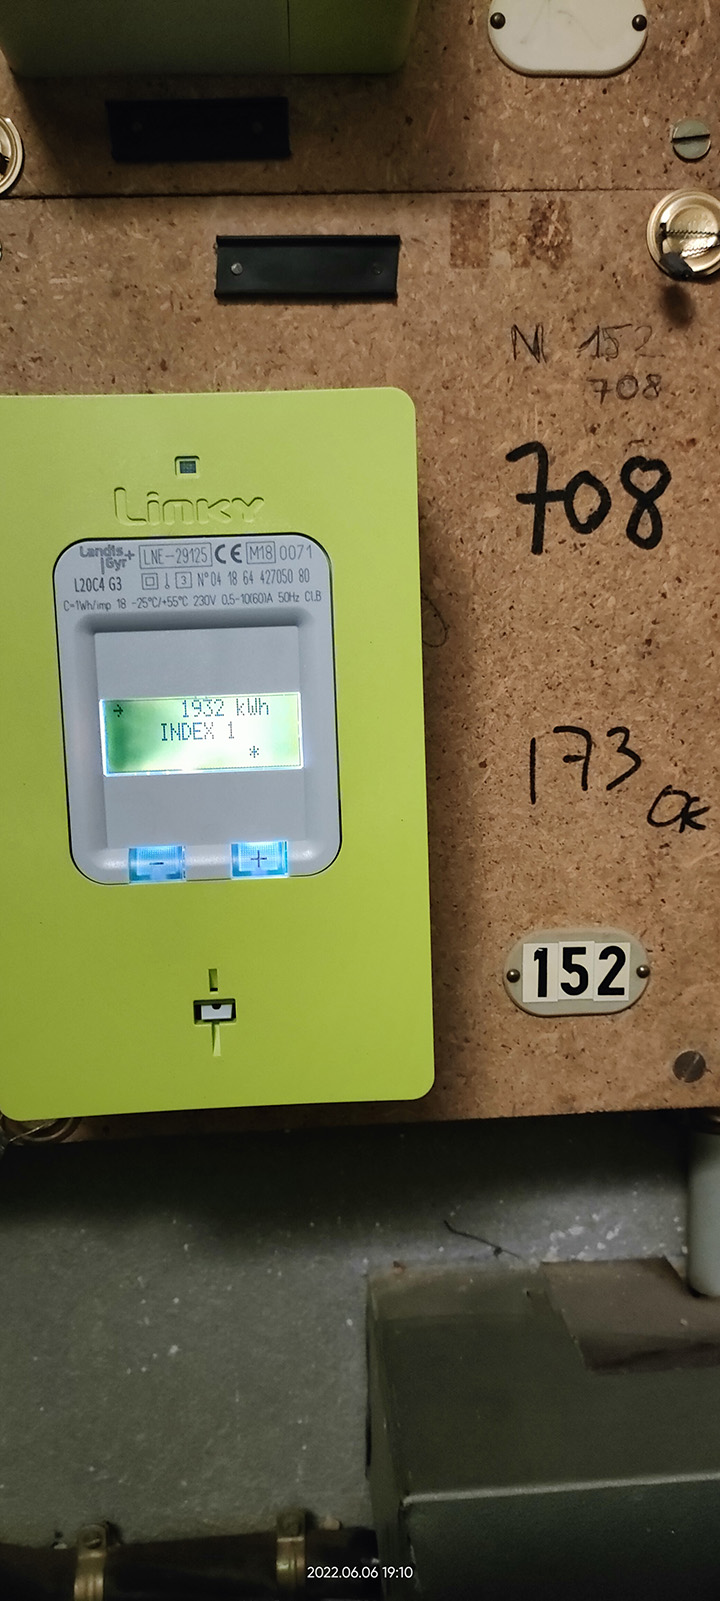 N 152
708
708
Linky
Landis+
Gyr
LNE-29125 CE M18 0071
L20C4 G3
3 N° 04 18 64 427050 80
C=1Wh/imp 18 -25°C/+55°C 230V 0.5-10(60)A 50Hz Cl.B
→ 1932 kWh
INDEX 1
*
173
OK
- +
152
2022.06.06 19:10